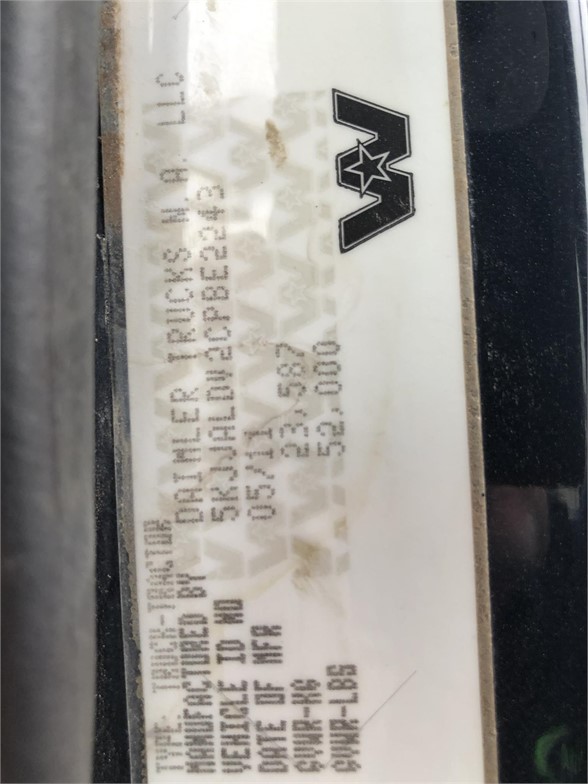 TYPE: TRUCK-TRACTOR
MANUFACTURED BY DAIMLER TRUCKS N.A. LLC
VEHICLE ID NO 5KJJALDV2CPBE2243
DATE OF MFR 05/11
GVWR-KG 23,587
GVWR-LBS 52,000